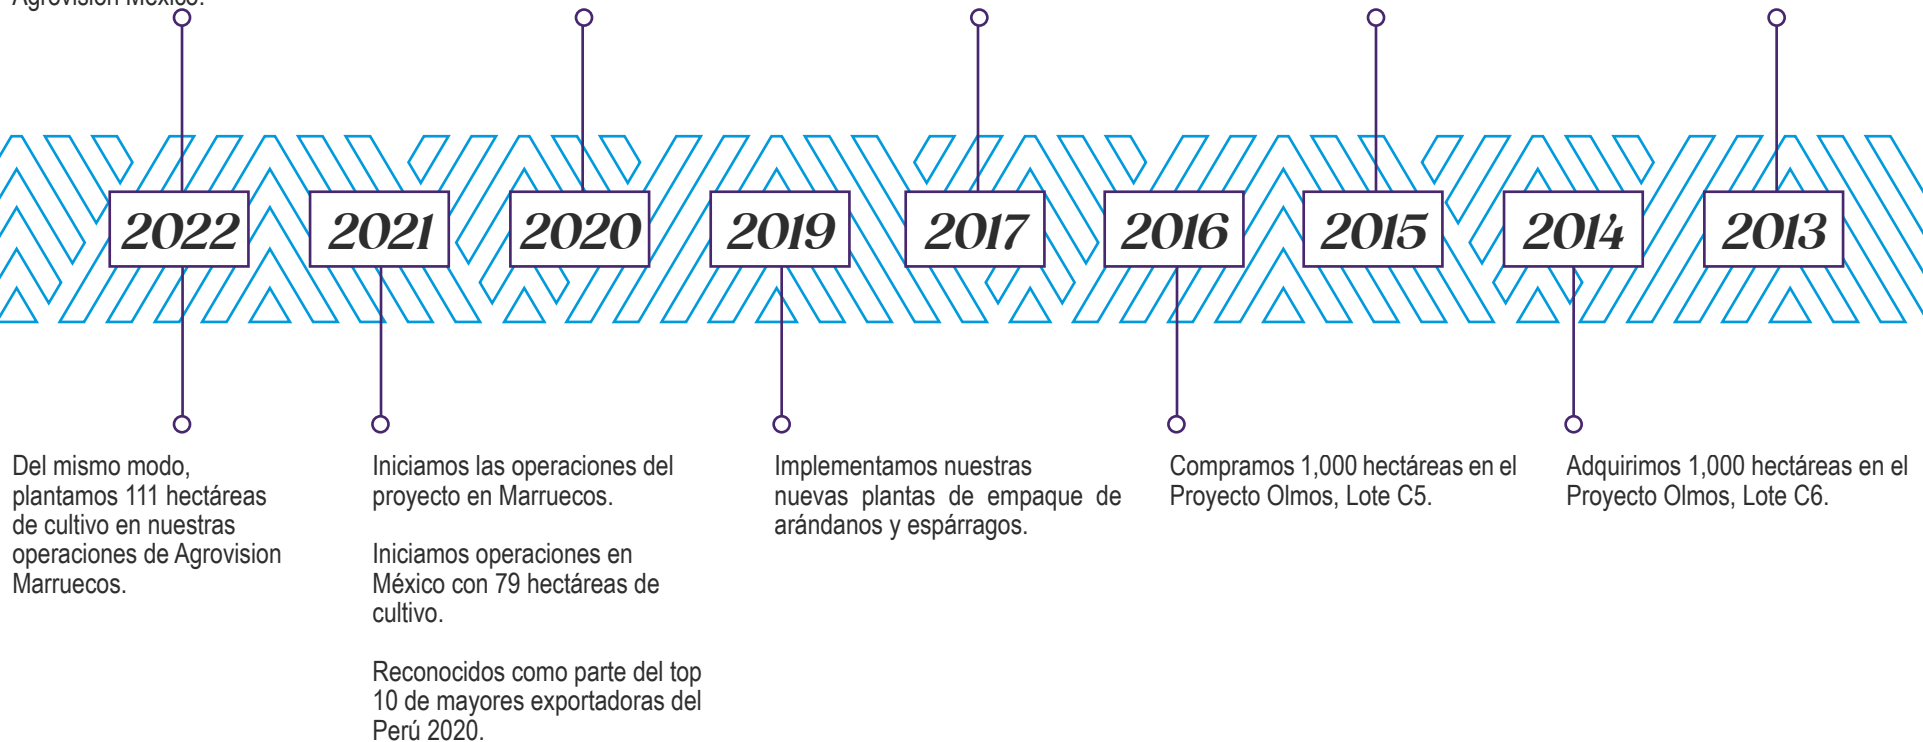 Agrovision México.
2022
2021
2020
2019
2017
2016
2015
2014
2013
Del mismo modo,
plantamos 111 hectáreas
de cultivo en nuestras
operaciones de Agrovision
Marruecos.
Iniciamos las operaciones del
proyecto en Marruecos.
Iniciamos operaciones en
México con 79 hectáreas de
cultivo.
Reconocidos como parte del top
10 de mayores exportadoras del
Perú 2020.
Implementamos nuestras
nuevas plantas de empaque de
arándanos y espárragos.
Compramos 1,000 hectáreas en el
Proyecto Olmos, Lote C5.
Adquirimos 1,000 hectáreas en el
Proyecto Olmos, Lote C6.